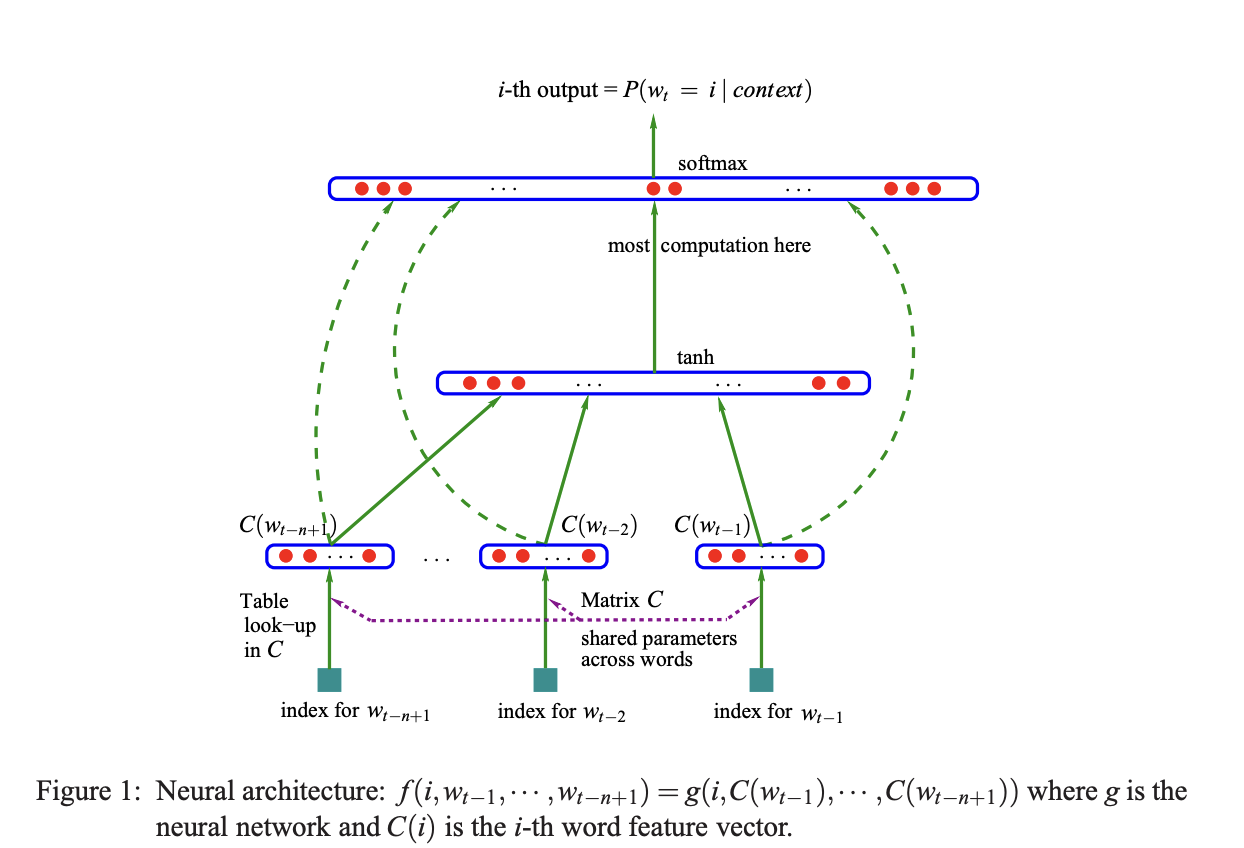 i-th output = P(w_t = i | context)
softmax
. . .
. . .
most computation here
tanh
. . .
. . .
C(w_{t−n+1})
C(w_{t−2})
C(w_{t−1})
. . .
. . .
. . .
. . .
Table
look−up
in C
Matrix C
shared parameters
across words
index for w_{t−n+1}
index for w_{t−2}
index for w_{t−1}
Figure 1: Neural architecture: f(i, w_{t−1}, ··· , w_{t−n+1}) = g(i, C(w_{t−1}), ··· , C(w_{t−n+1})) where g is the
neural network and C(i) is the i-th word feature vector.